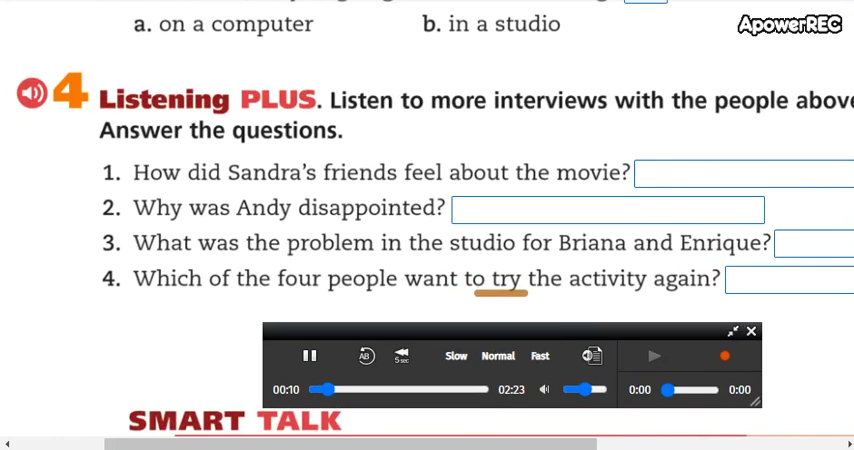 a. on a computer b. in a studio
ApowerREC
4 Listening PLUS. Listen to more interviews with the people above
Answer the questions.
1. How did Sandra's friends feel about the movie?
2. Why was Andy disappointed?
3. What was the problem in the studio for Briana and Enrique?
4. Which of the four people want to try the activity again?
AB 5 sec Slow Normal Fast
00:10 02:23 0:00 0:00
SMART TALK